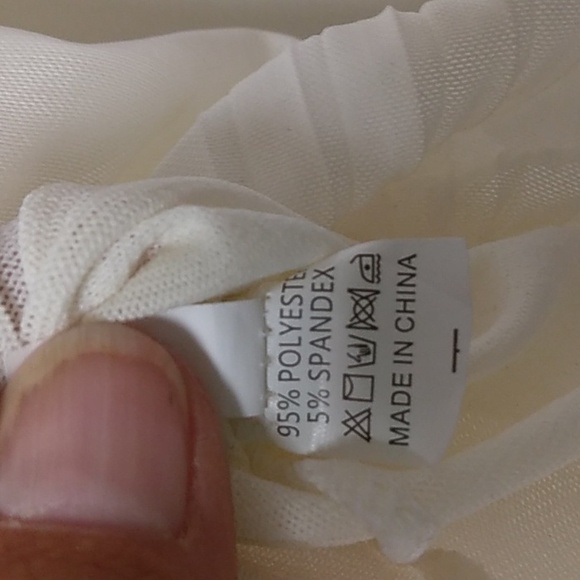 95% POLYESTE
5% SPANDEX
MADE IN CHINA